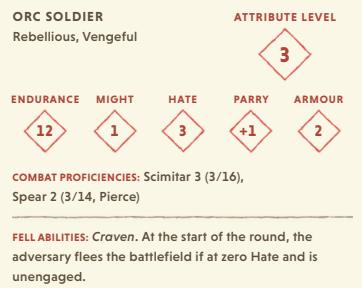 ORC SOLDIER
Rebellious, Vengeful
ATTRIBUTE LEVEL
3
ENDURANCE MIGHT HATE PARRY ARMOUR
12 1 3 +1 2
COMBAT PROFICIENCIES: Scimitar 3 (3/16),
Spear 2 (3/14, Pierce)
FELL ABILITIES: Craven. At the start of the round, the
adversary flees the battlefield if at zero Hate and is
unengaged.